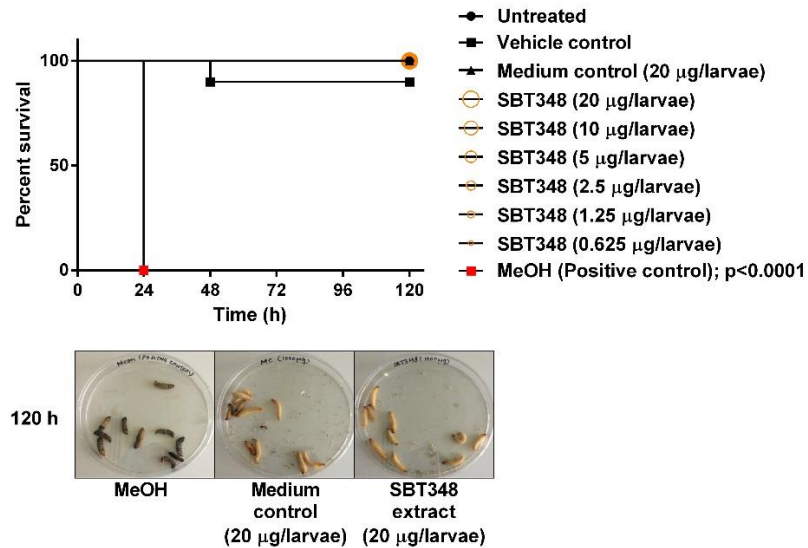 Untreated
Vehicle control
Medium control (20 μg/larvae)
SBT348 (20 μg/larvae)
SBT348 (10 μg/larvae)
SBT348 (5 μg/larvae)
SBT348 (2.5 μg/larvae)
SBT348 (1.25 μg/larvae)
SBT348 (0.625 μg/larvae)
MeOH (Positive control); p<0.0001
Percent survival
100
50
0
0 24 48 72 96 120
Time (h)
120 h
MeOH (POSITIVE CONTROL)
MeOH
Medium
control
(20 μg/larvae)
SBT348
extract
(20 μg/larvae)